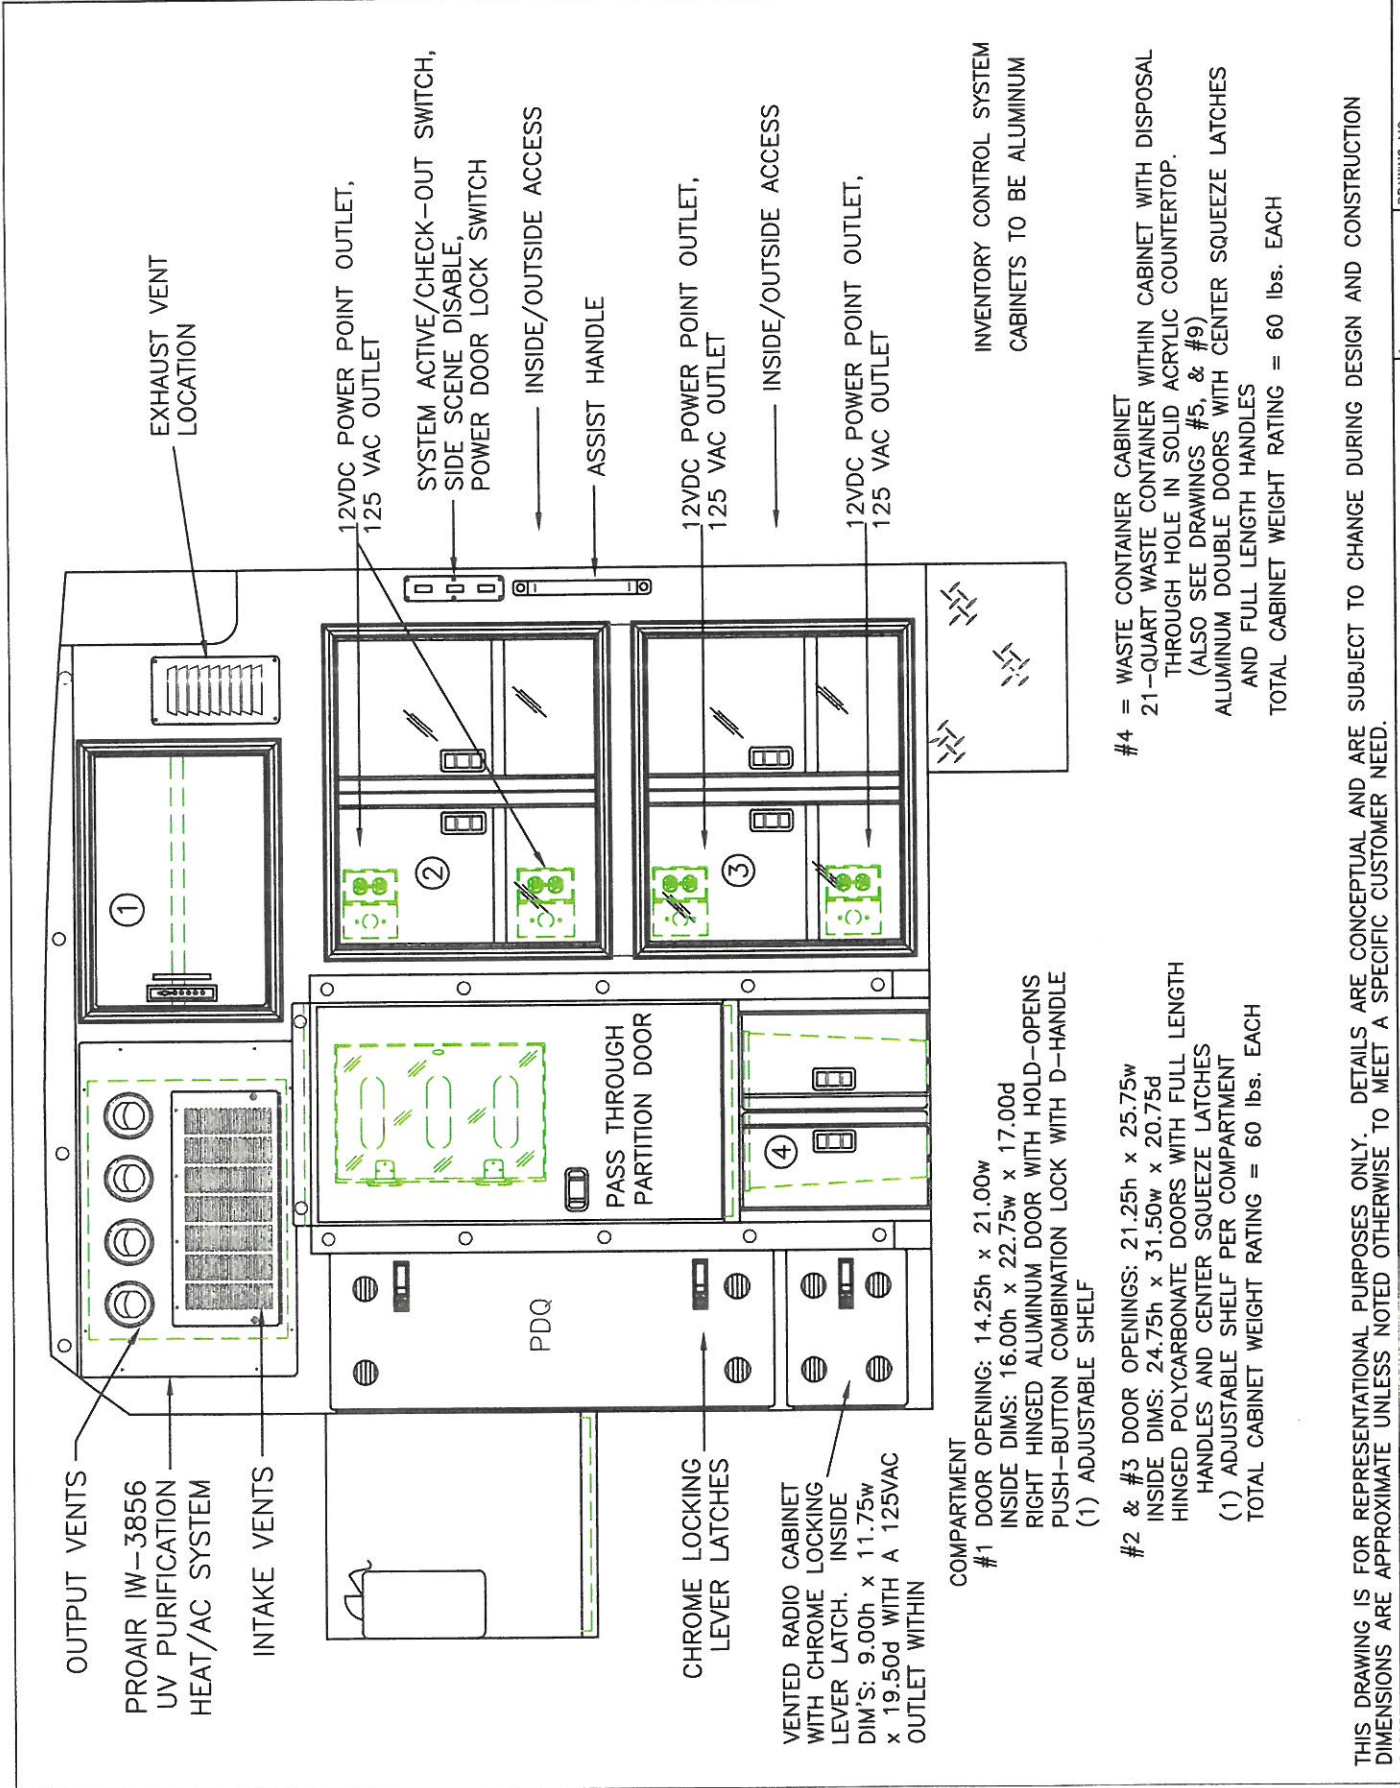 OUTPUT VENTS
PROAIR IW-3856
UV PURIFICATION
HEAT/AC SYSTEM
INTAKE VENTS
EXHAUST VENT
LOCATION
12VDC POWER POINT OUTLET,
125 VAC OUTLET
SYSTEM ACTIVE/CHECK-OUT SWITCH,
SIDE SCENE DISABLE,
POWER DOOR LOCK SWITCH
INSIDE/OUTSIDE ACCESS
ASSIST HANDLE
12VDC POWER POINT OUTLET,
125 VAC OUTLET
INSIDE/OUTSIDE ACCESS
12VDC POWER POINT OUTLET,
125 VAC OUTLET
1
2
3
4
PASS THROUGH
PARTITION DOOR
PDQ
CHROME LOCKING
LEVER LATCHES
VENTED RADIO CABINET
WITH CHROME LOCKING
LEVER LATCH. INSIDE
DIM'S: 9.00h x 11.75w
x 19.50d WITH A 125VAC
OUTLET WITHIN
COMPARTMENT
#1 DOOR OPENING: 14.25h x 21.00w
INSIDE DIMS: 16.00h x 22.75w x 17.00d
RIGHT HINGED ALUMINUM DOOR WITH HOLD-OPENS
PUSH-BUTTON COMBINATION LOCK WITH D-HANDLE
(1) ADJUSTABLE SHELF
#2 & #3 DOOR OPENINGS: 21.25h x 25.75w
INSIDE DIMS: 24.75h x 31.50w x 20.75d
HINGED POLYCARBONATE DOORS WITH FULL LENGTH
HANDLES AND CENTER SQUEEZE LATCHES
(1) ADJUSTABLE SHELF PER COMPARTMENT
TOTAL CABINET WEIGHT RATING = 60 lbs. EACH
INVENTORY CONTROL SYSTEM
CABINETS TO BE ALUMINUM
#4 = WASTE CONTAINER CABINET
21-QUART WASTE CONTAINER WITHIN CABINET WITH DISPOSAL
THROUGH HOLE IN SOLID ACRYLIC COUNTERTOP.
(ALSO SEE DRAWINGS #5, & #9)
ALUMINUM DOUBLE DOORS WITH CENTER SQUEEZE LATCHES
AND FULL LENGTH HANDLES
TOTAL CABINET WEIGHT RATING = 60 lbs. EACH
THIS DRAWING IS FOR REPRESENTATIONAL PURPOSES ONLY. DETAILS ARE CONCEPTUAL AND ARE SUBJECT TO CHANGE DURING DESIGN AND CONSTRUCTION
DIMENSIONS ARE APPROXIMATE UNLESS NOTED OTHERWISE TO MEET A SPECIFIC CUSTOMER NEED.